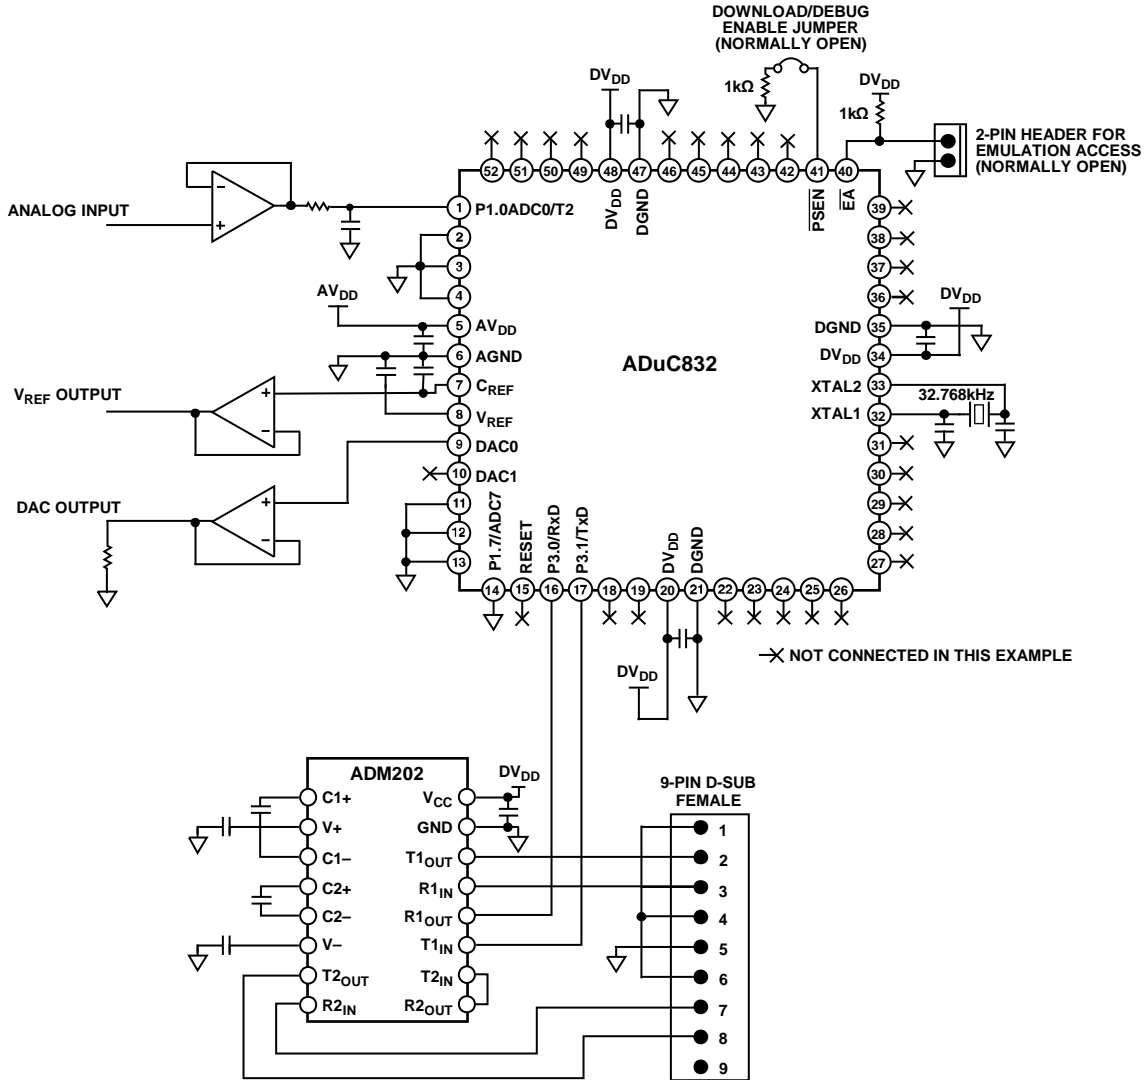 DOWNLOAD/DEBUG
ENABLE JUMPER
(NORMALLY OPEN)
DVDD
1kΩ
DVDD
1kΩ
2-PIN HEADER FOR
EMULATION ACCESS
(NORMALLY OPEN)
52 51 50 49 48 47 46 45 44 43 42 41 40
DVDD
DGND
PSEN
EA
ANALOG INPUT
−
+
1 P1.0ADC0/T2
2
3
4
AVDD
5 AVDD
6 AGND
7 CREF
8 VREF
9 DAC0
10 DAC1
11
12
13
VREF OUTPUT
+
−
DAC OUTPUT
+
−
ADuC832
39
38
37
36
DVDD
DGND 35
DVDD 34
XTAL2 33
XTAL1 32
32.768kHz
31
30
29
28
27
P1.7/ADC7
RESET
P3.0/RxD
P3.1/TxD
DVDD
DGND
14 15 16 17 18 19 20 21 22 23 24 25 26
NOT CONNECTED IN THIS EXAMPLE
DVDD
ADM202
DVDD
C1+ VCC
V+ GND
C1– T1OUT
C2+ R1IN
C2– R1OUT
V– T1IN
T2OUT T2IN
R2IN R2OUT
9-PIN D-SUB
FEMALE
1
2
3
4
5
6
7
8
9